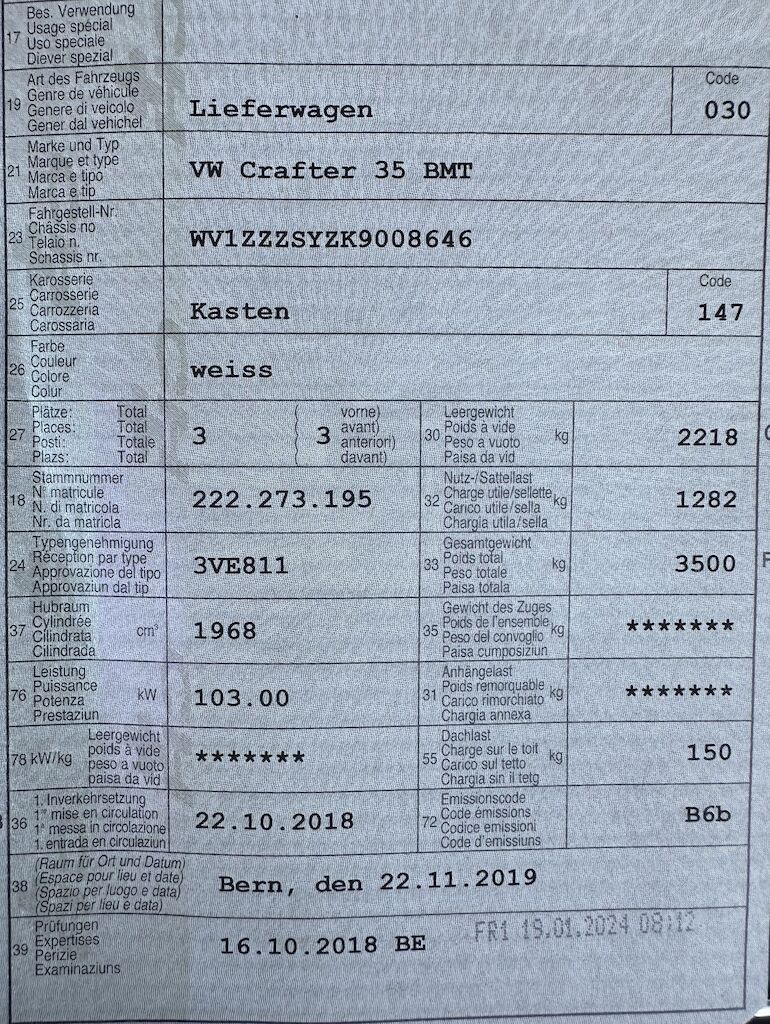 17 Bes. Verwendung
Usage spécial
Uso speciale
Diever spezial
19 Art des Fahrzeugs
Genre de véhicule
Genere di veicolo
Gener dal vehichel
Lieferwagen
Code
030
21 Marke und Typ
Marque et type
Marca e tipo
Marca e tip
VW Crafter 35 BMT
23 Fahrgestell-Nr.
Châssis no
Telaio n.
Schassis nr.
WV1ZZZSYZK9008646
25 Karosserie
Carrosserie
Carrozzeria
Carossaria
Kasten
Code
147
26 Farbe
Couleur
Colore
Colur
weiss
27 Plätze: Total
Places: Total
Posti: Totale
Plazs: Total
3
( vorne)
( avant)
( anteriori)
( davant)
3
30 Leergewicht
Poids à vide
Peso a vuoto
Paisa da vid
kg
2218
18 Stammnummer
N° matricule
N. di matricola
Nr. da matricla
222.273.195
32 Nutz-/Sattellast
Charge utile/sellette
Carico utile/sella
Chargia utila/sella
kg
1282
24 Typengenehmigung
Réception par type
Approvazione del tipo
Approvaziun dal tip
3VE811
33 Gesamtgewicht
Poids total
Peso totale
Paisa totala
kg
3500
37 Hubraum
Cylindrée
Cilindrata
Cilindrada
cm³
1968
35 Gewicht des Zuges
Poids de l'ensemble
Peso del convoglio
Paisa cumposiziun
kg
*******
76 Leistung
Puissance
Potenza
Prestaziun
kW
103.00
31 Anhängelast
Poids remorquable
Carico rimorchiato
Chargia annexa
kg
*******
78 kW/kg
Leergewicht
poids à vide
peso a vuoto
paisa da vid
*******
55 Dachlast
Charge sur le toit
Carico sul tetto
Chargia sin il tetg
kg
150
36 1. Inverkehrsetzung
1re mise en circulation
1a messa in circolazione
1. entrada en circulaziun
22.10.2018
72 Emissionscode
Code émissions
Codice emissioni
Code d'emissiuns
B6b
38 (Raum für Ort und Datum)
(Espace pour lieu et date)
(Spazio per luogo e data)
(Spazi per lieu e data)
Bern, den 22.11.2019
39 Prüfungen
Expertises
Perizie
Examinaziuns
16.10.2018 BE
FR1 19.01.2024 08:12